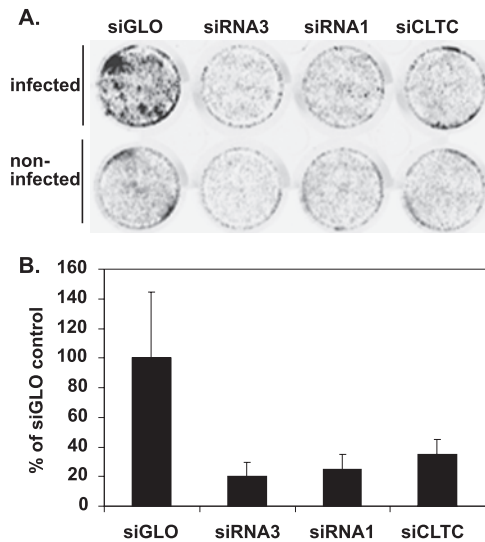 A.
siGLO siRNA3 siRNA1 siCLTC
infected
non-
infected
B.
160
140
120
100
80
60
40
20
0
% of siGLO control
siGLO siRNA3 siRNA1 siCLTC